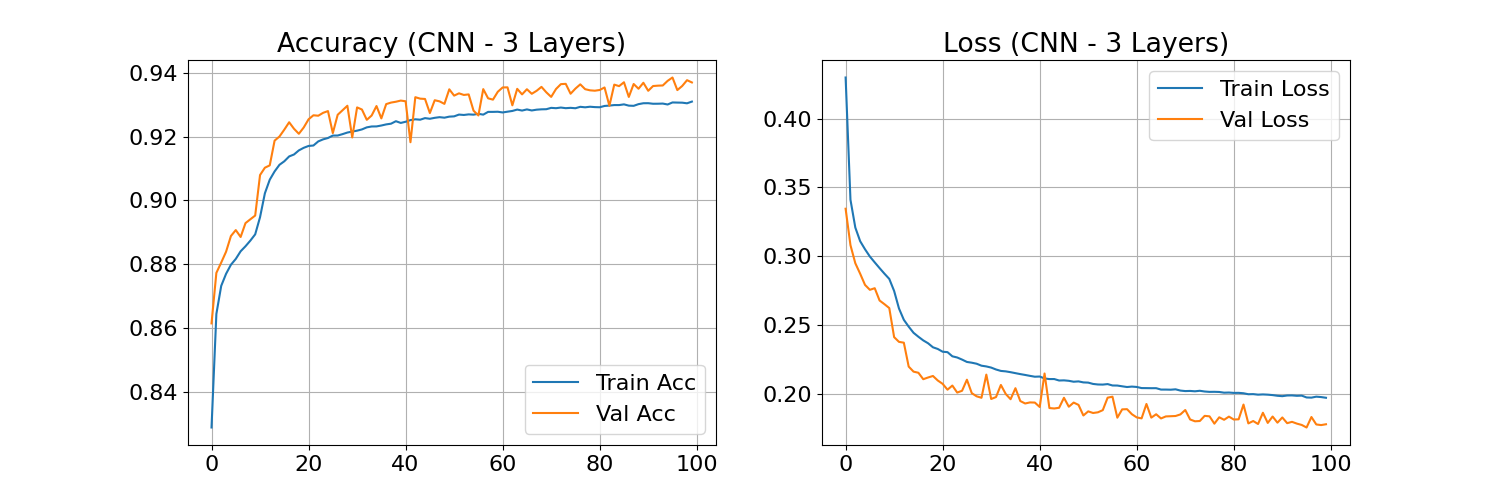 Accuracy (CNN - 3 Layers)
0.94
0.92
0.90
0.88
0.86
0.84
Train Acc
Val Acc
0 20 40 60 80 100
Loss (CNN - 3 Layers)
Train Loss
Val Loss
0.40
0.35
0.30
0.25
0.20
0 20 40 60 80 100